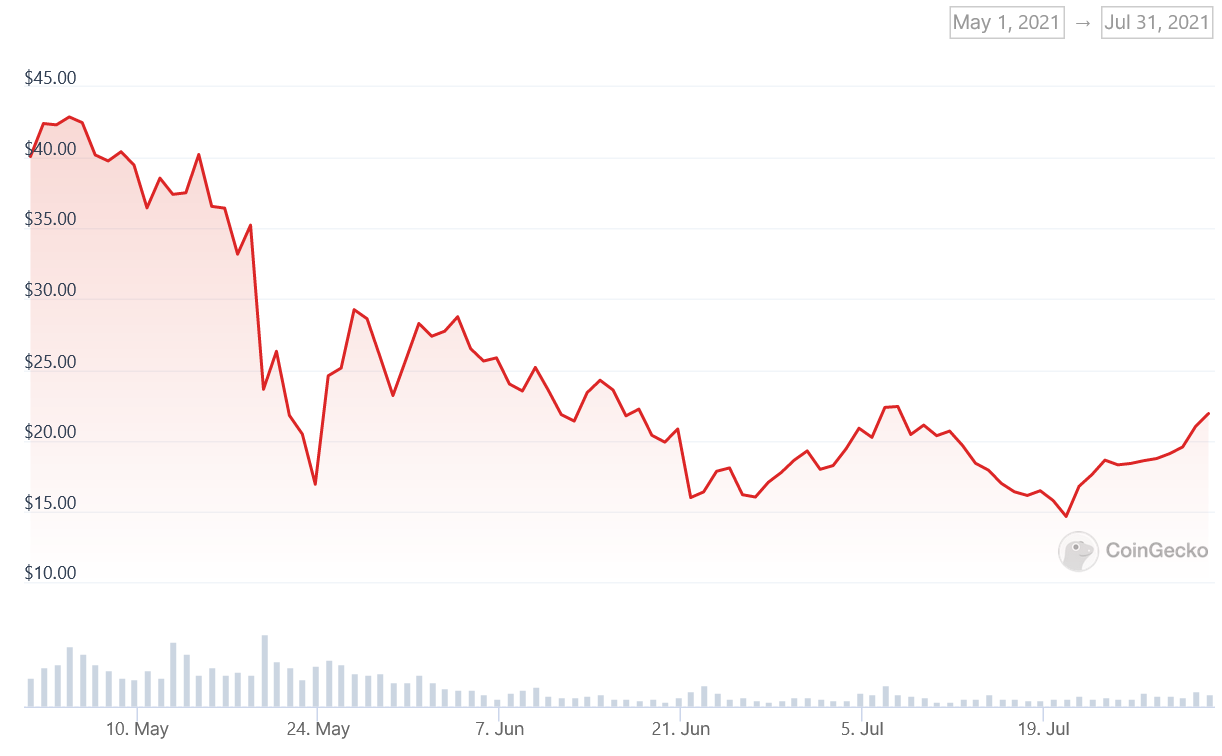 May 1, 2021 → Jul 31, 2021
$45.00
$40.00
$35.00
$30.00
$25.00
$20.00
$15.00
CoinGecko
$10.00
10. May 24. May 7. Jun 21. Jun 5. Jul 19. Jul